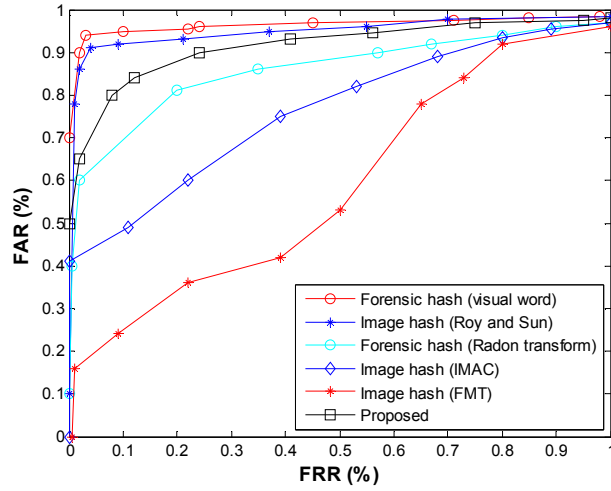 1
0.9
0.8
0.7
0.6
0.5
0.4
0.3
0.2
0.1
0
FAR (%)
Forensic hash (visual word)
Image hash (Roy and Sun)
Forensic hash (Radon transform)
Image hash (IMAC)
Image hash (FMT)
Proposed
0 0.1 0.2 0.3 0.4 0.5 0.6 0.7 0.8 0.9 1
FRR (%)